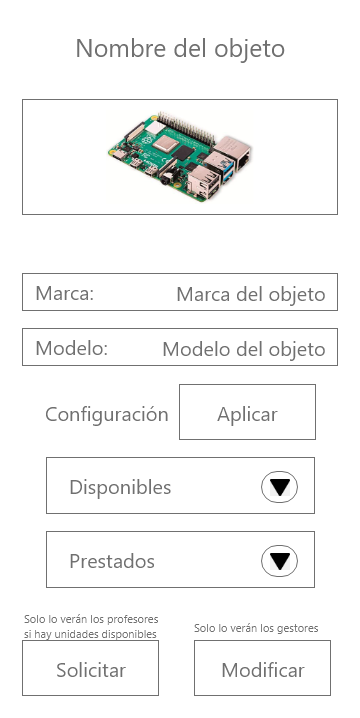 Nombre del objeto
Marca: Marca del objeto
Modelo: Modelo del objeto
Configuración Aplicar
Disponibles
Prestados
Solo lo verán los profesores
si hay unidades disponibles
Solo lo verán los gestores
Solicitar Modificar